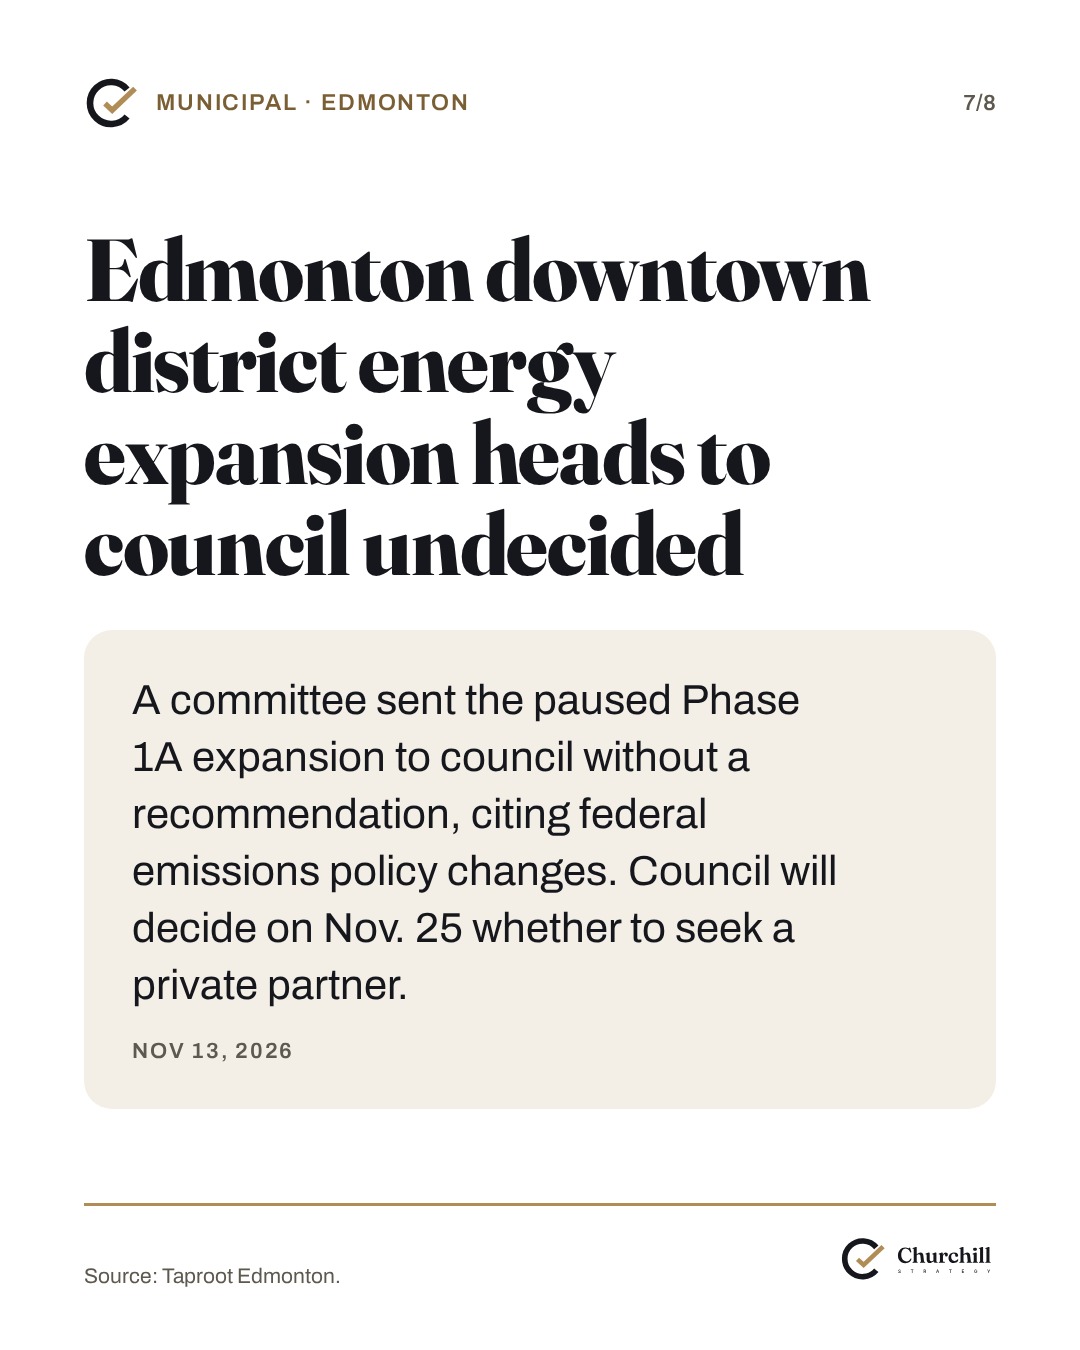 MUNICIPAL · EDMONTON
7/8
Edmonton downtown
district energy
expansion heads to
council undecided
A committee sent the paused Phase
1A expansion to council without a
recommendation, citing federal
emissions policy changes. Council will
decide on Nov. 25 whether to seek a
private partner.
NOV 13, 2026
Source: Taproot Edmonton.
Churchill
STRATEGY